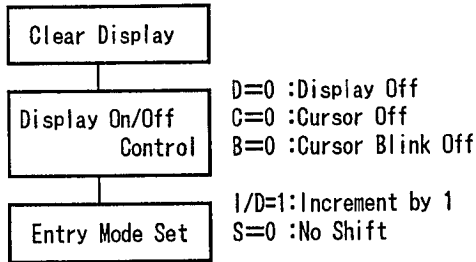 Clear Display
Display On/Off
Control
D=0 :Display Off
C=0 :Cursor Off
B=0 :Cursor Blink Off
Entry Mode Set
I/D=1:Increment by 1
S=0 :No Shift